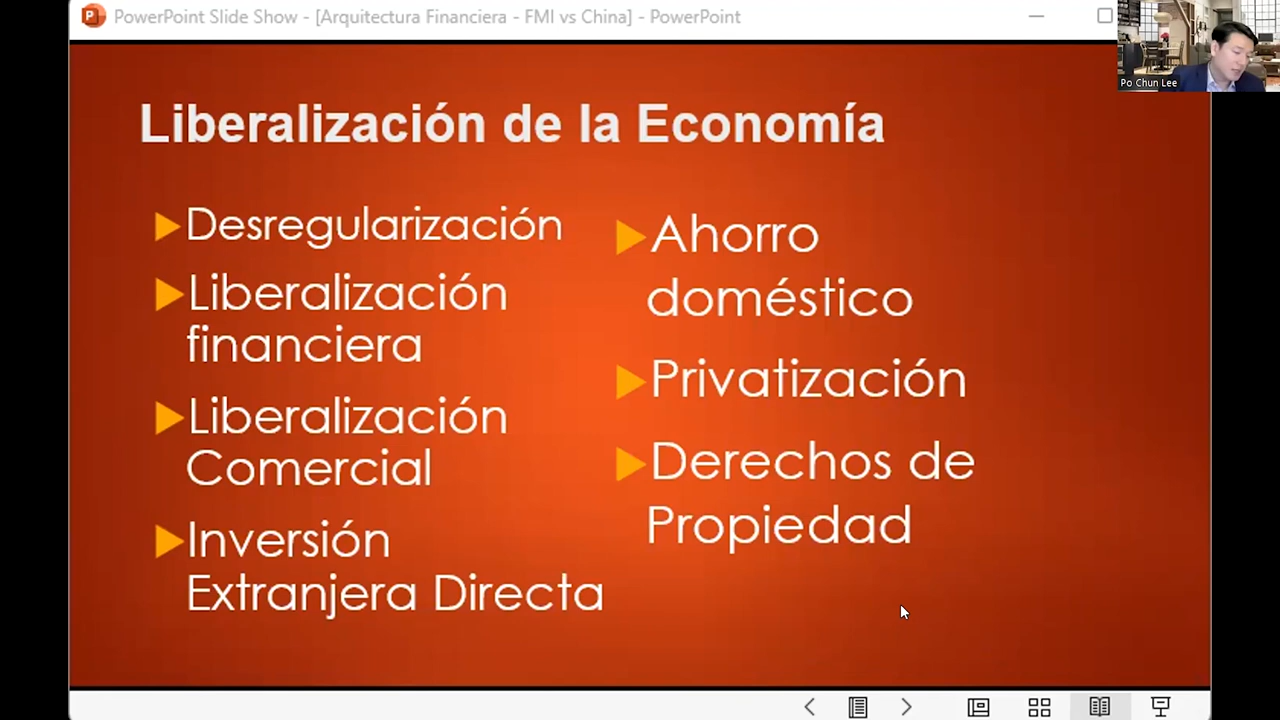 PowerPoint Slide Show - [Arquitectura Financiera - FMI vs China] - PowerPoint
Po Chun Lee
Liberalización de la Economía
Desregularización
Liberalización
financiera
Liberalización
Comercial
Inversión
Extranjera Directa
Ahorro
doméstico
Privatización
Derechos de
Propiedad